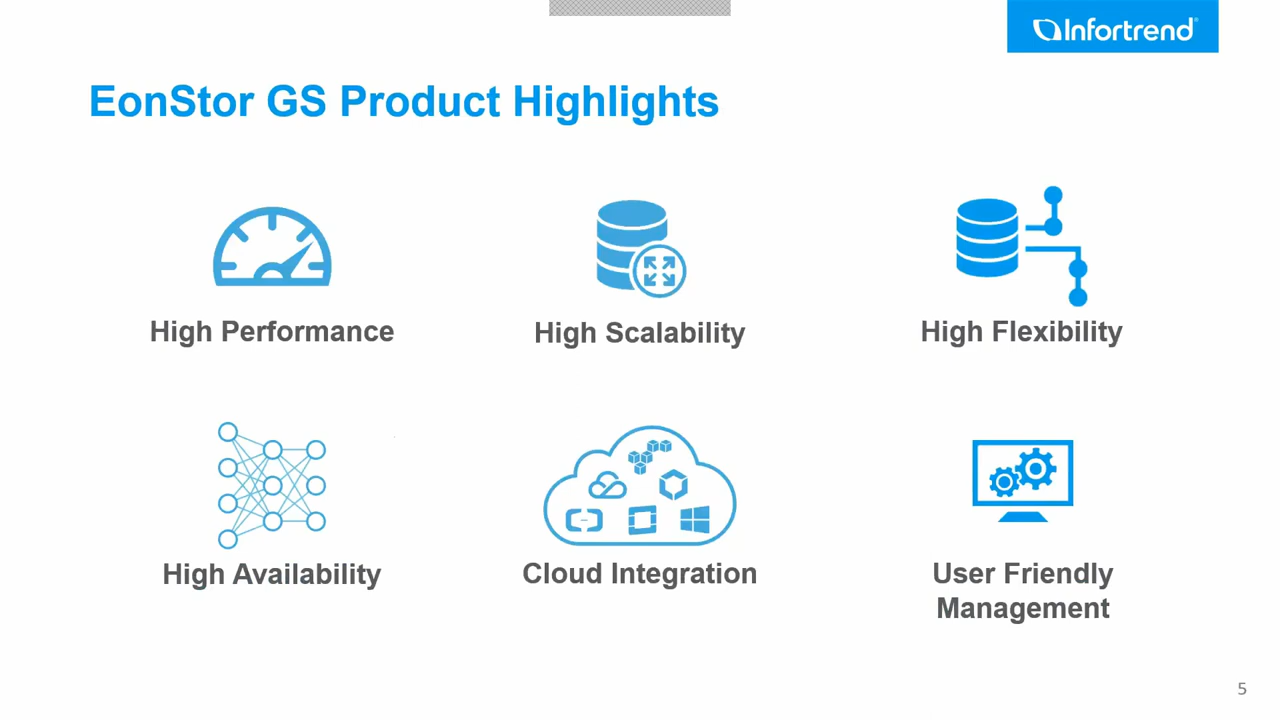 Infortrend
EonStor GS Product Highlights
High Performance
High Scalability
High Flexibility
High Availability
Cloud Integration
User Friendly
Management
5